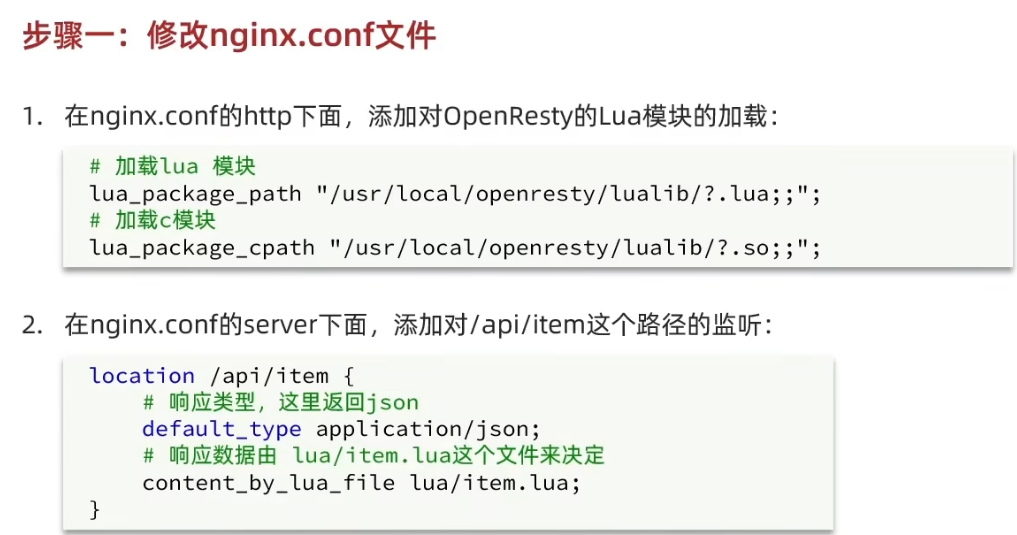 步骤一：修改nginx.conf文件
1. 在nginx.conf的http下面，添加对OpenResty的Lua模块的加载：
# 加载lua 模块
lua_package_path "/usr/local/openresty/lualib/?.lua;;";
# 加载c模块
lua_package_cpath "/usr/local/openresty/lualib/?.so;;";
2. 在nginx.conf的server下面，添加对/api/item这个路径的监听：
location /api/item {
    # 响应类型，这里返回json
    default_type application/json;
    # 响应数据由 lua/item.lua这个文件来决定
    content_by_lua_file lua/item.lua;
}